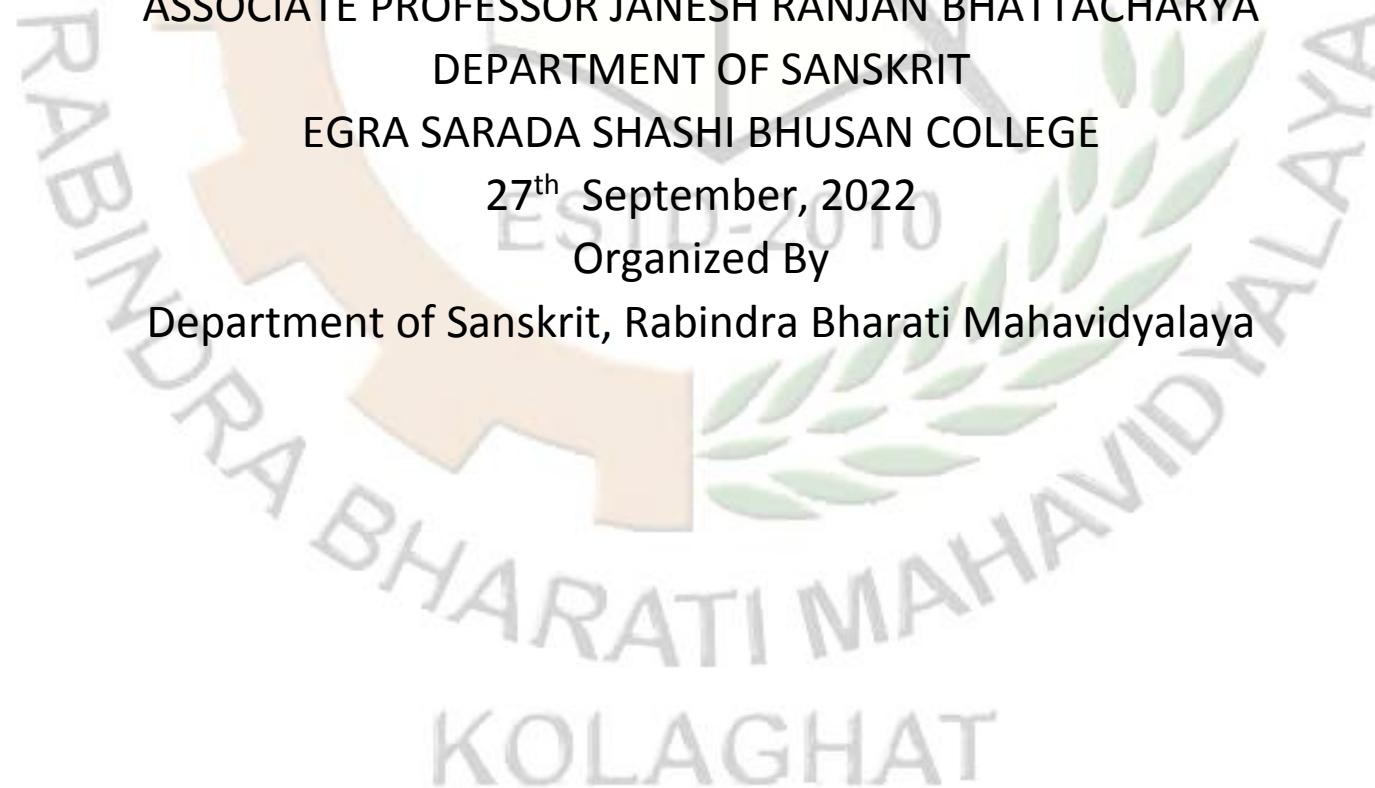 ASSOCIATE PROFESSOR JANESH RANJAN BHATTACHARYA
DEPARTMENT OF SANSKRIT
EGRA SARADA SHASHI BHUSAN COLLEGE
27th September, 2022
ESTD-2010
Organized By
Department of Sanskrit, Rabindra Bharati Mahavidyalaya
RABINDRA BHARATI MAHAVIDYALAYA
KOLAGHAT